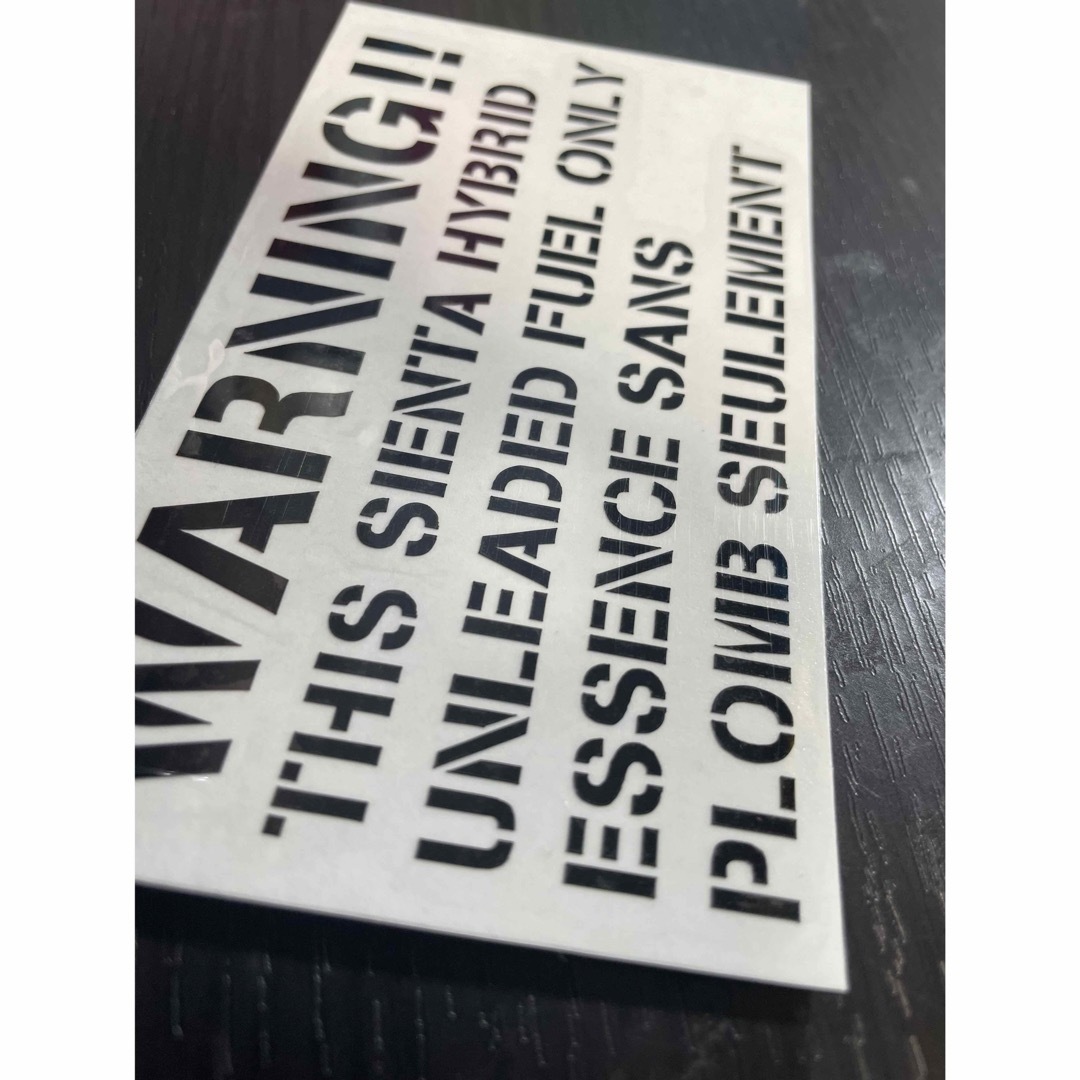 WARNING!!
THIS SIENTA HYBRID
UNLEADED FUEL ONLY
ESSENCE SANS
PLOMB SEULEMENT